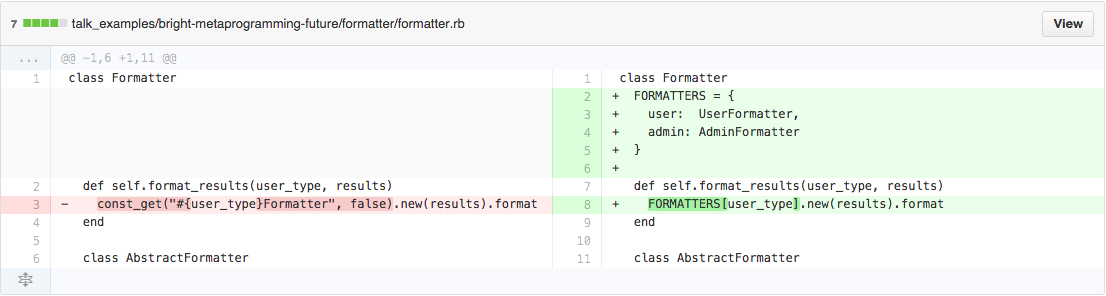 7 talk_examples/bright-metaprogramming-future/formatter/formatter.rb View
... @@ -1,6 +1,11 @@
1 class Formatter 1 class Formatter
2 + FORMATTERS = {
3 + user: UserFormatter,
4 + admin: AdminFormatter
5 + }
6 +
2 def self.format_results(user_type, results) 7 def self.format_results(user_type, results)
3 - const_get("#{user_type}Formatter", false).new(results).format 8 + FORMATTERS[user_type].new(results).format
4 end 9 end
5 10
6 class AbstractFormatter 11 class AbstractFormatter